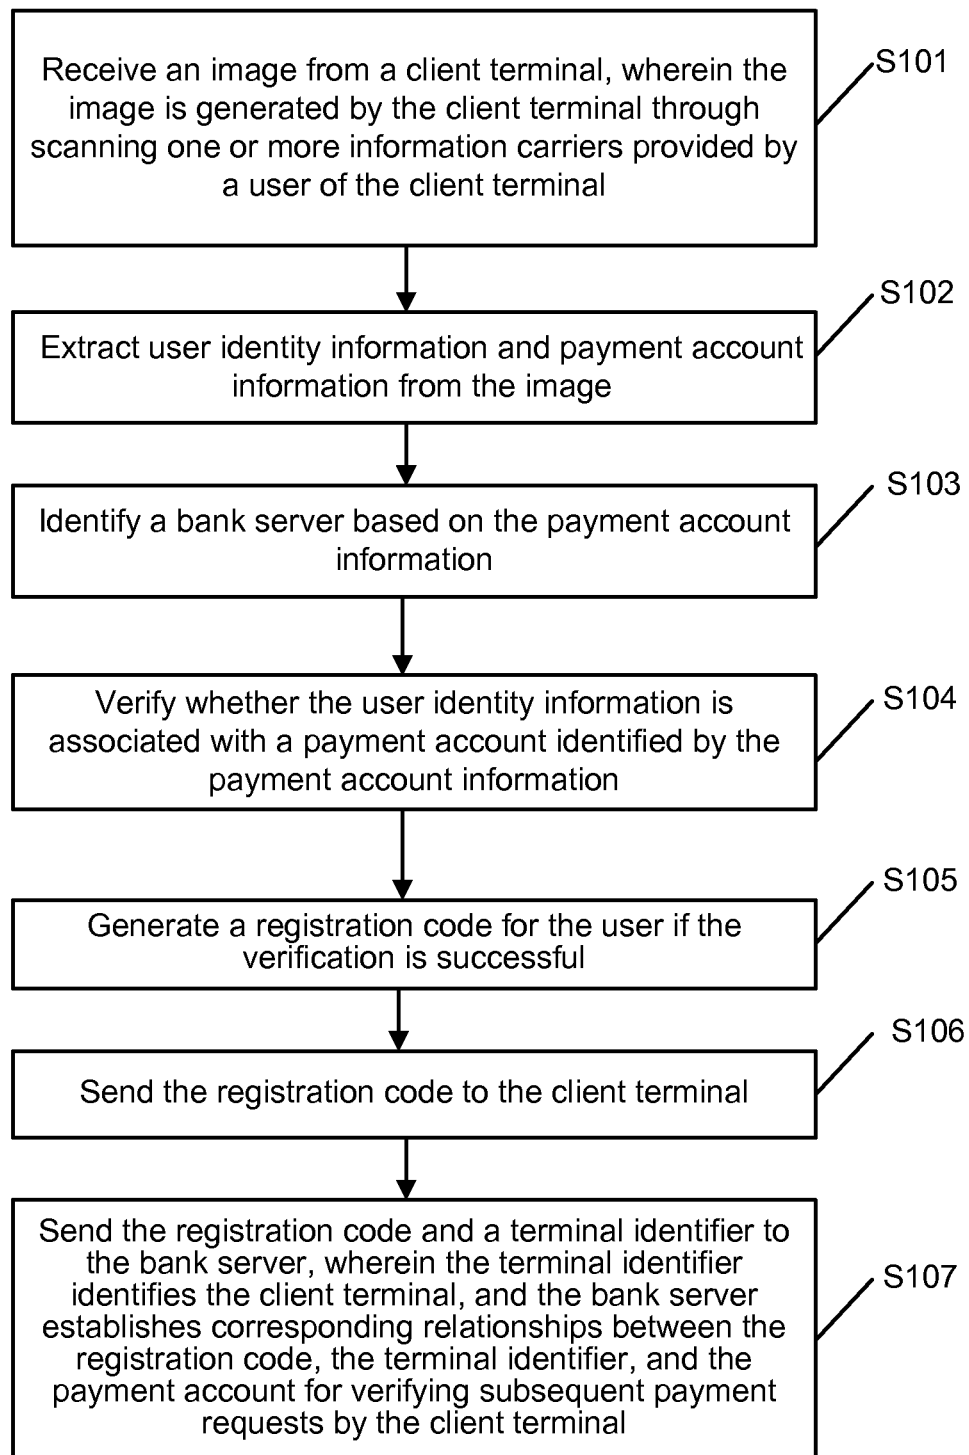 Receive an image from a client terminal, wherein the
image is generated by the client terminal through
scanning one or more information carriers provided by
a user of the client terminal
S101
Extract user identity information and payment account
information from the image
S102
Identify a bank server based on the payment account
information
S103
Verify whether the user identity information is
associated with a payment account identified by the
payment account information
S104
Generate a registration code for the user if the
verification is successful
S105
Send the registration code to the client terminal
S106
Send the registration code and a terminal identifier to
the bank server, wherein the terminal identifier
identifies the client terminal, and the bank server
establishes corresponding relationships between the
registration code, the terminal identifier, and the
payment account for verifying subsequent payment
requests by the client terminal
S107